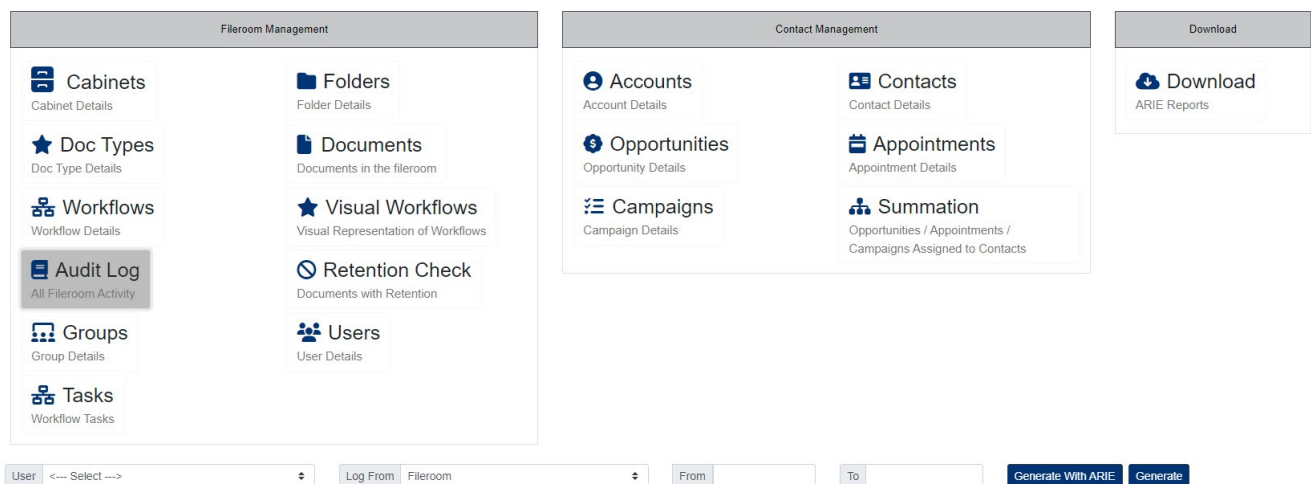 Fileroom Management
Cabinets
Cabinet Details
Folders
Folder Details
Doc Types
Doc Type Details
Documents
Documents in the fileroom
Workflows
Workflow Details
Visual Workflows
Visual Representation of Workflows
Audit Log
All Fileroom Activity
Retention Check
Documents with Retention
Groups
Group Details
Users
User Details
Tasks
Workflow Tasks
Contact Management
Accounts
Account Details
Contacts
Contact Details
Opportunities
Opportunity Details
Appointments
Appointment Details
Campaigns
Campaign Details
Summation
Opportunities / Appointments /
Campaigns Assigned to Contacts
Download
Download
ARIE Reports
User <--- Select ---> Log From Fileroom From To Generate With ARIE Generate